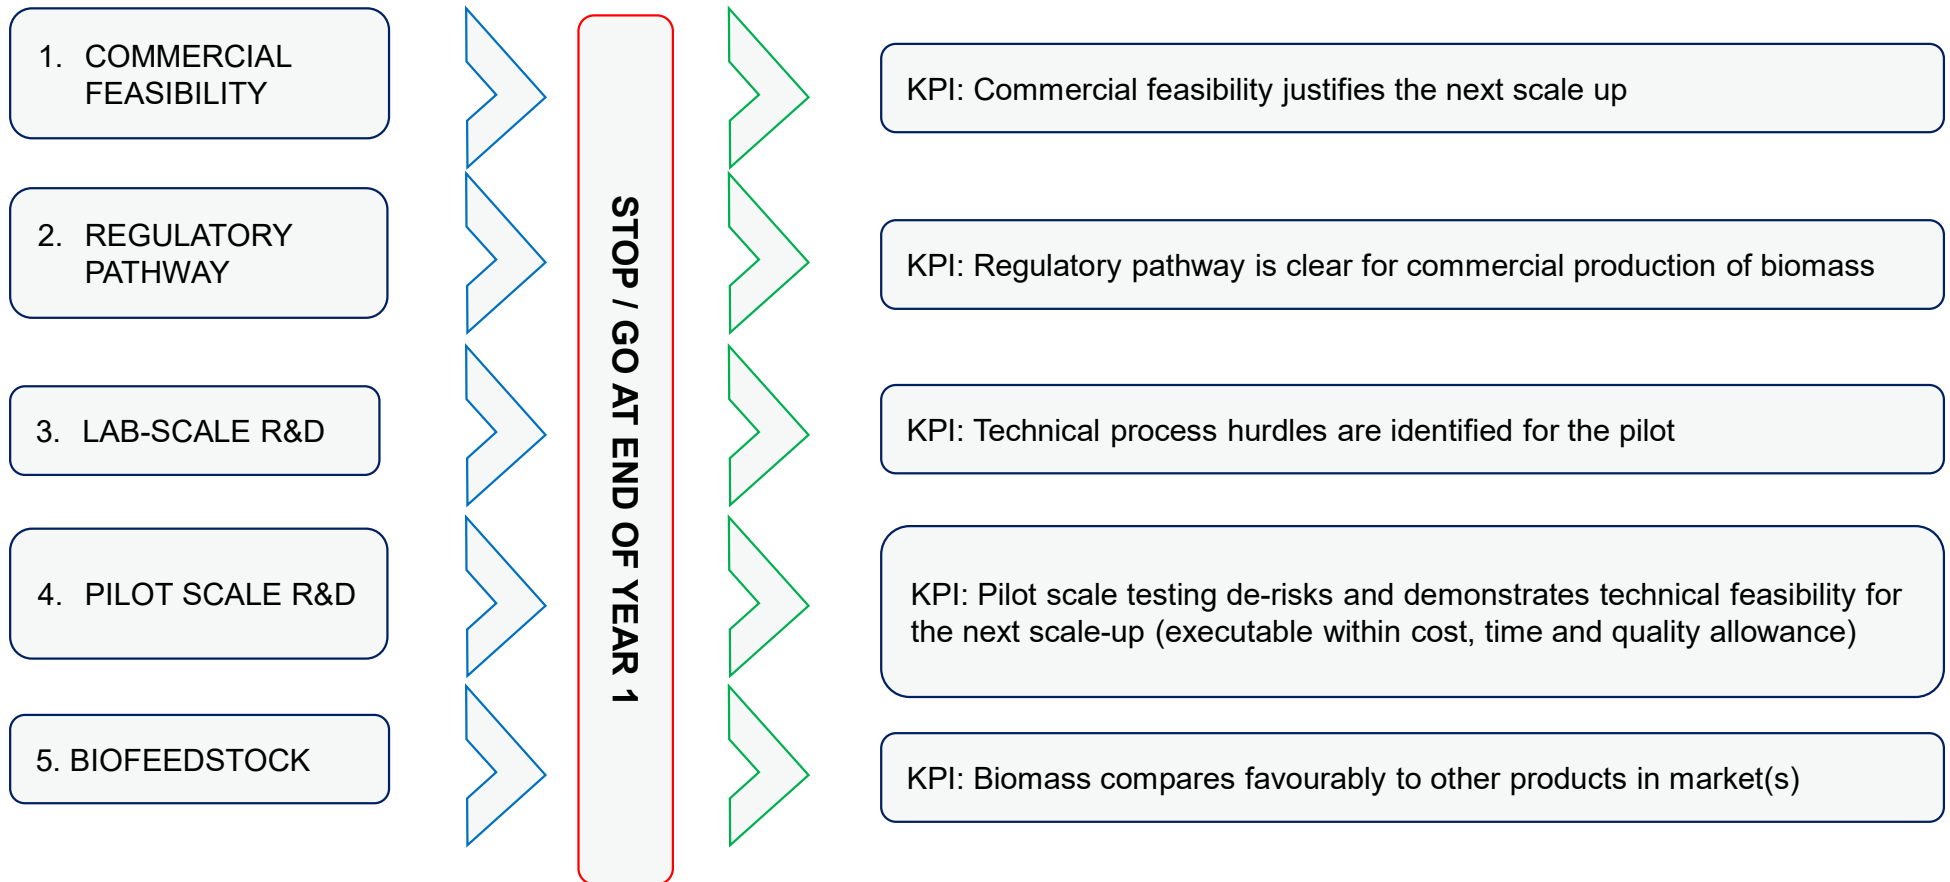 1. COMMERCIAL
FEASIBILITY
KPI: Commercial feasibility justifies the next scale up
2. REGULATORY
PATHWAY
KPI: Regulatory pathway is clear for commercial production of biomass
STOP / GO AT END OF YEAR 1
3. LAB-SCALE R&D
KPI: Technical process hurdles are identified for the pilot
4. PILOT SCALE R&D
KPI: Pilot scale testing de-risks and demonstrates technical feasibility for
the next scale-up (executable within cost, time and quality allowance)
5. BIOFEEDSTOCK
KPI: Biomass compares favourably to other products in market(s)